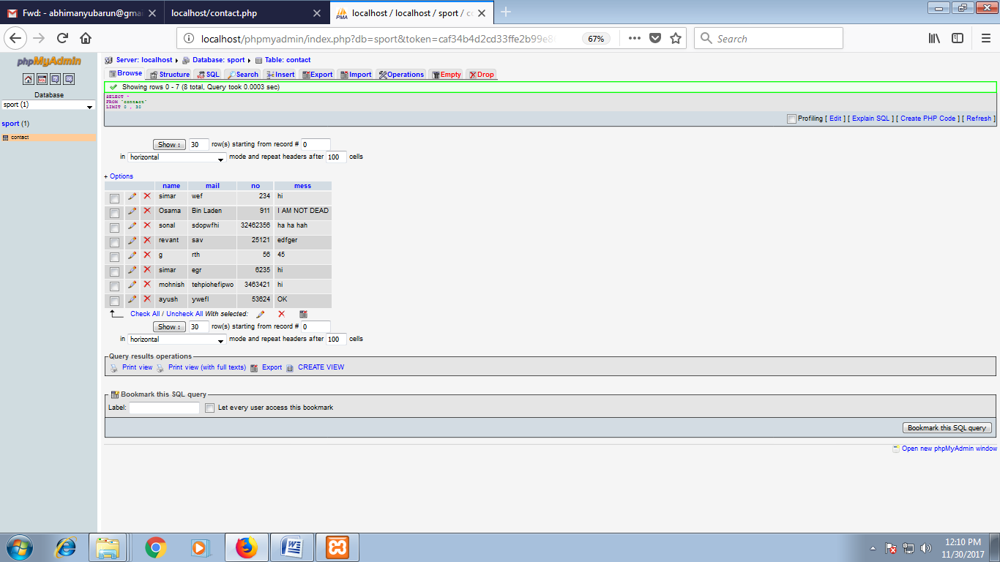 Fwd: - abhimanyubarun@gmai
localhost/contact.php
localhost / localhost / sport / co
localhost/phpmyadmin/index.php?db=sport&token=caf34b4d2cd33ffe2b99e8
67%
Search
phpMyAdmin
Server: localhost Database: sport Table: contact
Browse Structure SQL Search Insert Export Import Operations Empty Drop
Database
sport (1)
sport (1)
contact
Showing rows 0 - 7 (8 total, Query took 0.0003 sec)
SELECT *
FROM `contact`
LIMIT 0 , 30
Profiling [ Edit ] [ Explain SQL ] [ Create PHP Code ] [ Refresh ]
Show : 30 row(s) starting from record # 0
in horizontal mode and repeat headers after 100 cells
+ Options
name mail no mess
simar wef 234 hi
Osama Bin Laden 911 I AM NOT DEAD
sonal sdopwfhi 32462356 ha ha hah
revant sav 25121 edfger
g rth 56 45
simar egr 6235 hi
mohnish tehpiohefipwo 3463421 hi
ayush ywefl 53624 OK
Check All / Uncheck All With selected:
Show : 30 row(s) starting from record # 0
in horizontal mode and repeat headers after 100 cells
Query results operations
Print view Print view (with full texts) Export CREATE VIEW
Bookmark this SQL query
Label: Let every user access this bookmark
Bookmark this SQL query
Open new phpMyAdmin window
12:10 PM
11/30/2017